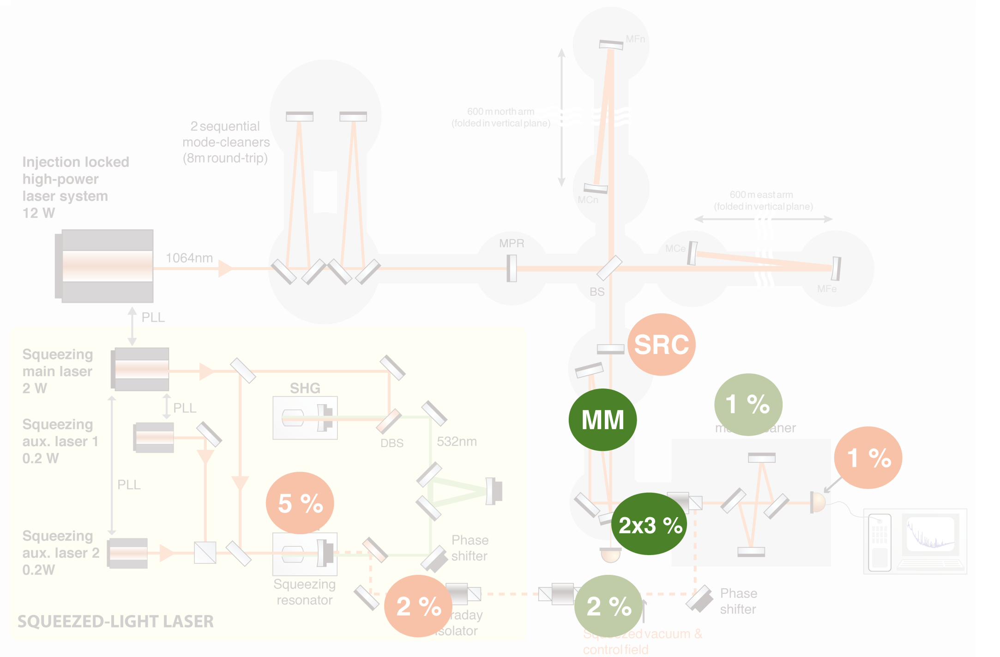 MFn
600 m north arm
(folded in vertical plane)
2 sequential
mode-cleaners
(8m round-trip)
Injection locked
high-power
laser system
12 W
MCn
600 m east arm
(folded in vertical plane)
1064nm
MPR
MCe
BS
MFe
PLL
SRC
Squeezing
main laser
2 W
SHG
MM
1 %
PLL
Squeezing
aux. laser 1
0.2 W
DBS
532nm
1 %
PLL
5 %
2x3 %
Squeezing
aux. laser 2
0.2W
Phase
shifter
Squeezing
resonator
2 %
2 %
Phase
shifter
SQUEEZED-LIGHT LASER
vacuum &
control field